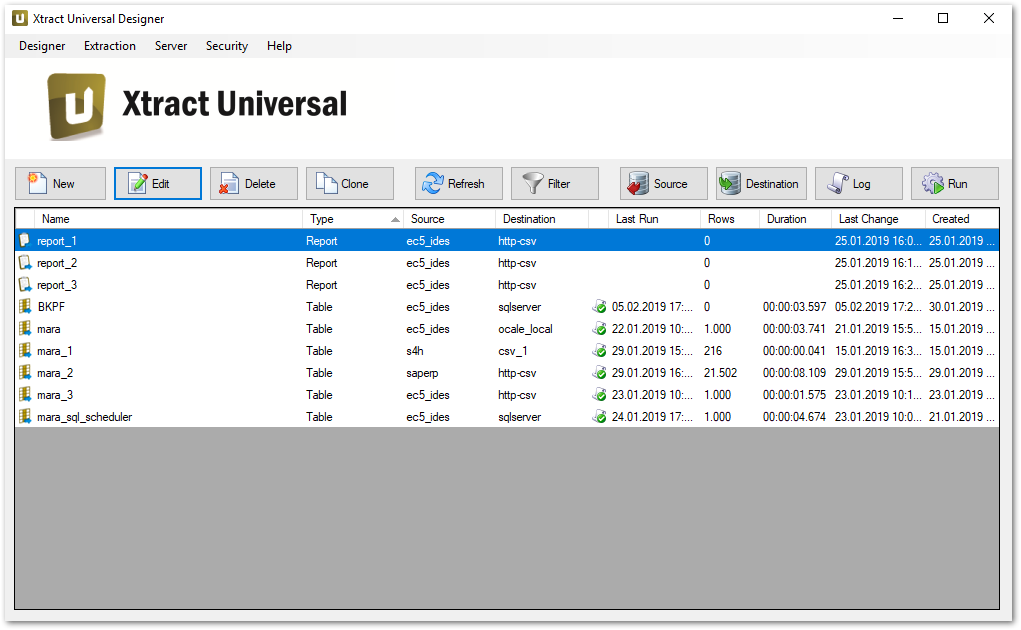 Xtract Universal Designer
Designer Extraction Server Security Help
Xtract Universal
New Edit Delete Clone Refresh Filter Source Destination Log Run
Name Type Source Destination Last Run Rows Duration Last Change Created
report_1 Report ec5_ides http-csv 0 25.01.2019 16:0... 25.01.2019 ...
report_2 Report ec5_ides http-csv 0 25.01.2019 16:1... 25.01.2019 ...
report_3 Report ec5_ides http-csv 0 25.01.2019 16:2... 25.01.2019 ...
BKPF Table ec5_ides sqlserver 05.02.2019 17:... 0 00:00:03.597 05.02.2019 17:2... 30.01.2019 ...
mara Table ec5_ides ocale_local 22.01.2019 10:... 1.000 00:00:03.741 21.01.2019 15:5... 15.01.2019 ...
mara_1 Table s4h csv_1 29.01.2019 15:... 216 00:00:00.041 15.01.2019 16:3... 15.01.2019 ...
mara_2 Table saperp http-csv 29.01.2019 16:... 21.502 00:00:08.109 29.01.2019 15:5... 29.01.2019 ...
mara_3 Table ec5_ides http-csv 23.01.2019 10:... 1.000 00:00:01.575 23.01.2019 10:1... 23.01.2019 ...
mara_sql_scheduler Table ec5_ides sqlserver 24.01.2019 17:... 1.000 00:00:04.674 23.01.2019 10:0... 21.01.2019 ...